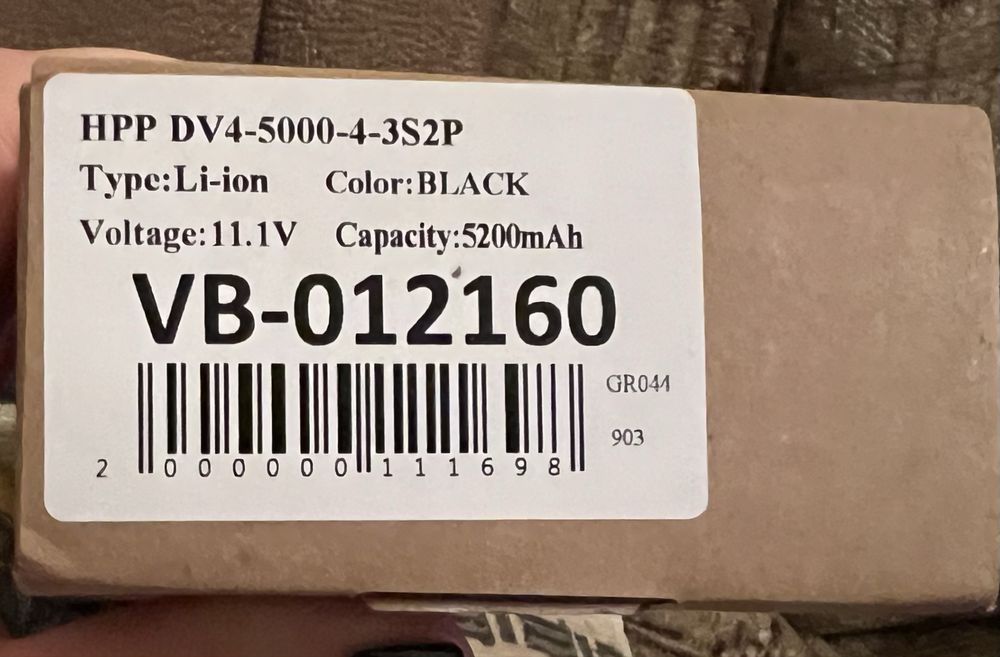 HPP DV4-5000-4-3S2P
Type:Li-ion Color:BLACK
Voltage:11.1V Capacity:5200mAh
VB-012160
GR044
903
2 000000 111698